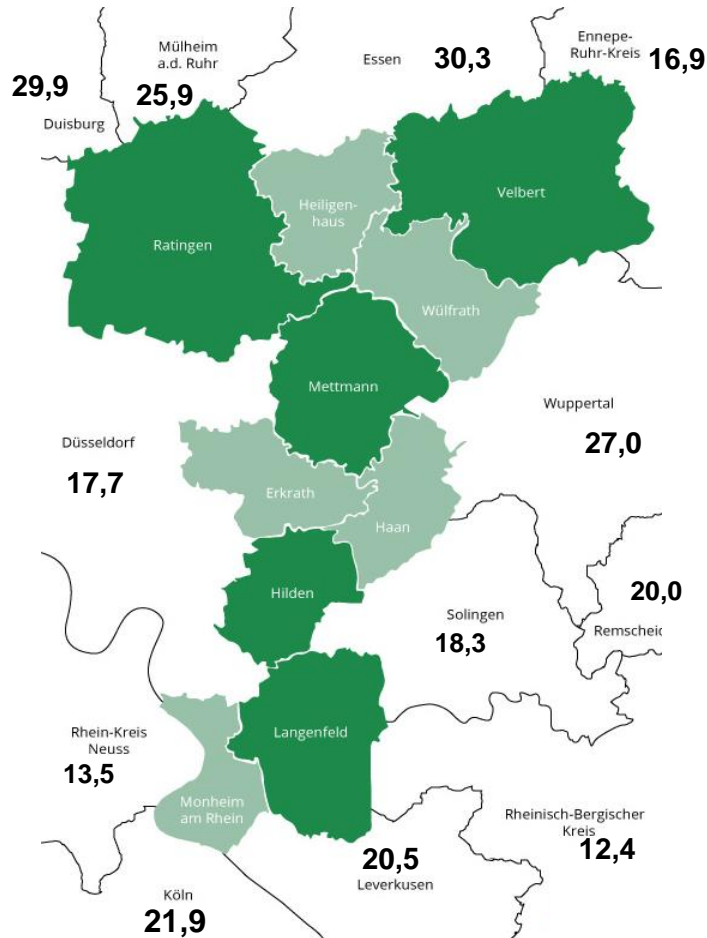 Mülheim
a.d. Ruhr
25,9
Essen
30,3
Ennepe-
Ruhr-Kreis
16,9
29,9
Duisburg
Heiligen-
haus
Velbert
Ratingen
Wülfrath
Mettmann
Wuppertal
27,0
Düsseldorf
17,7
Erkrath
Haan
Hilden
Solingen
18,3
20,0
Remscheid
Rhein-Kreis
Neuss
13,5
Langenfeld
Monheim
am Rhein
Rheinisch-Bergischer
Kreis
12,4
20,5
Leverkusen
Köln
21,9